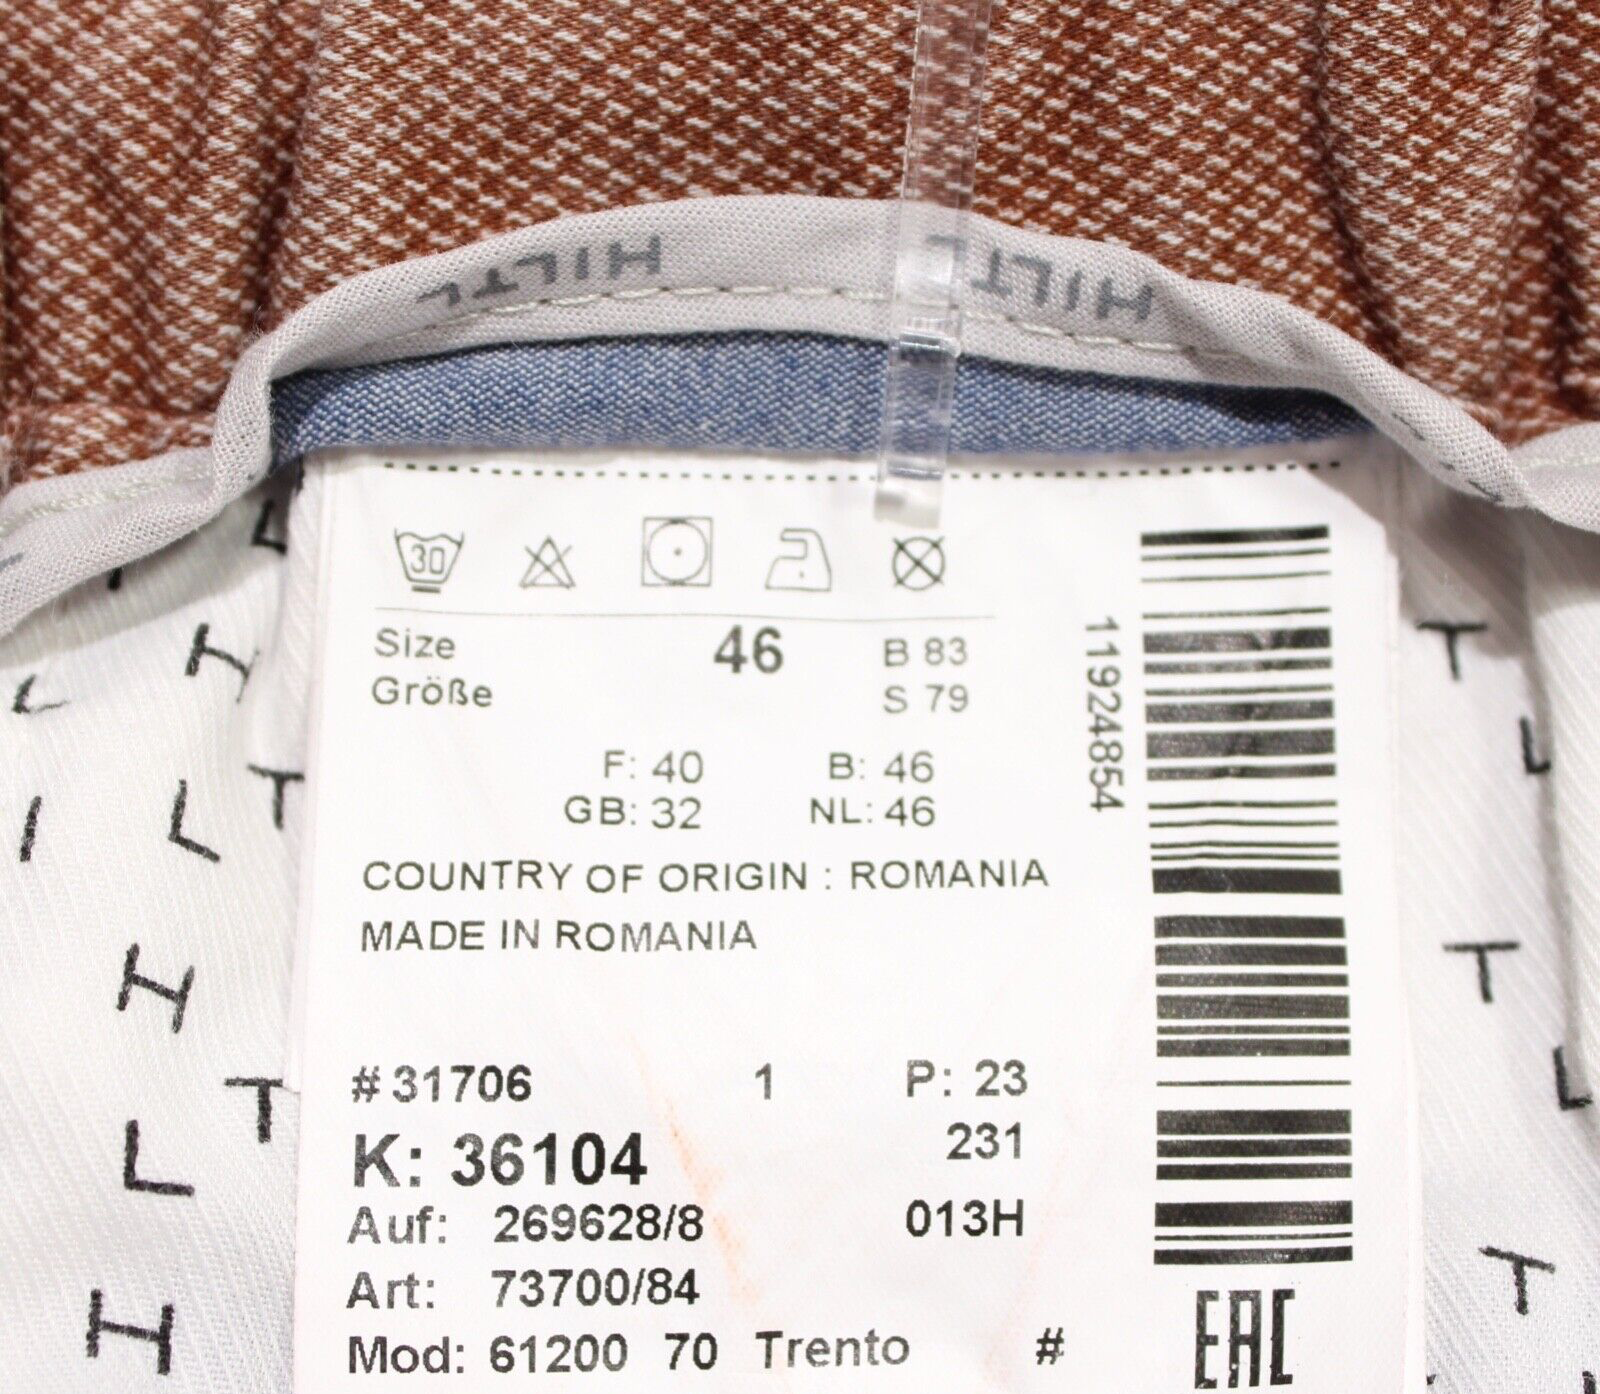 HILTL
HILTL
30
Size 46 B 83
Größe S 79
F: 40 B: 46
GB: 32 NL: 46
COUNTRY OF ORIGIN : ROMANIA
MADE IN ROMANIA
#31706 1 P: 23
K: 36104 231
Auf: 269628/8 013H
Art: 73700/84
Mod: 61200 70 Trento #
11924854
EAC
H
L
T
I
L
T
H
T
L
H
T
L
T
L
T